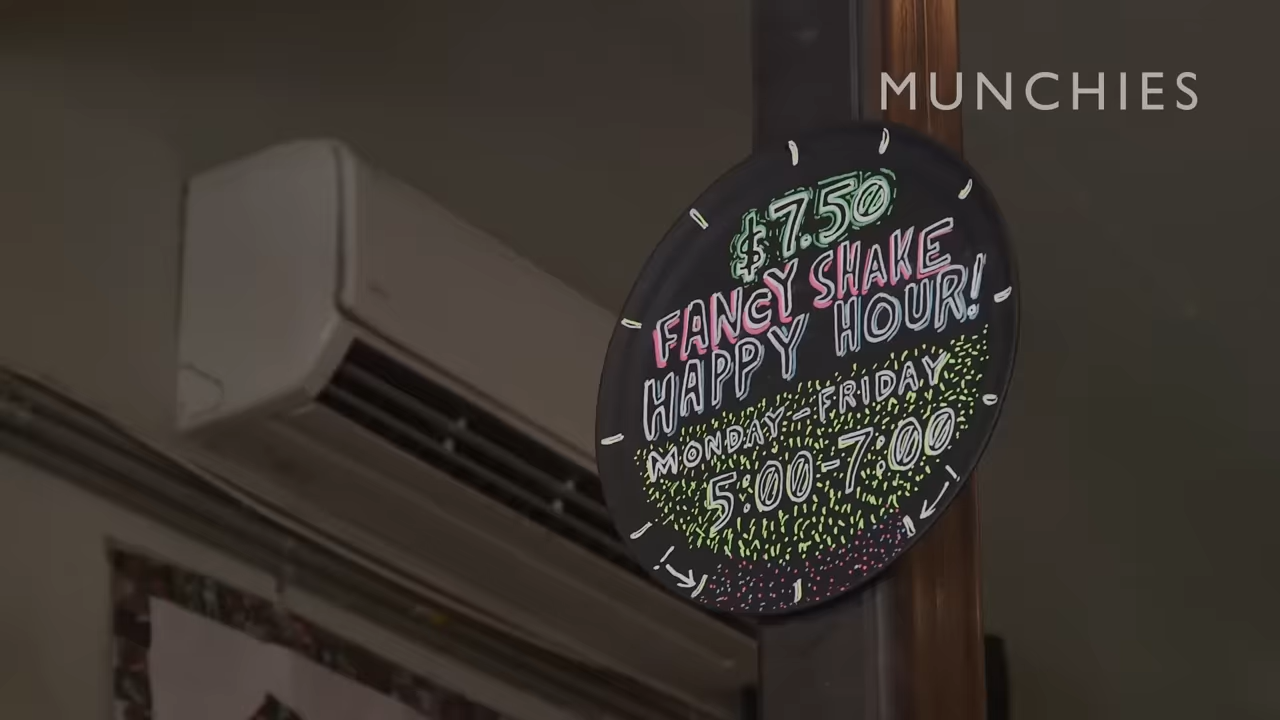 MUNCHIES
$7.50
FANCY SHAKE
HAPPY HOUR!
MONDAY-FRIDAY
5:00-7:00